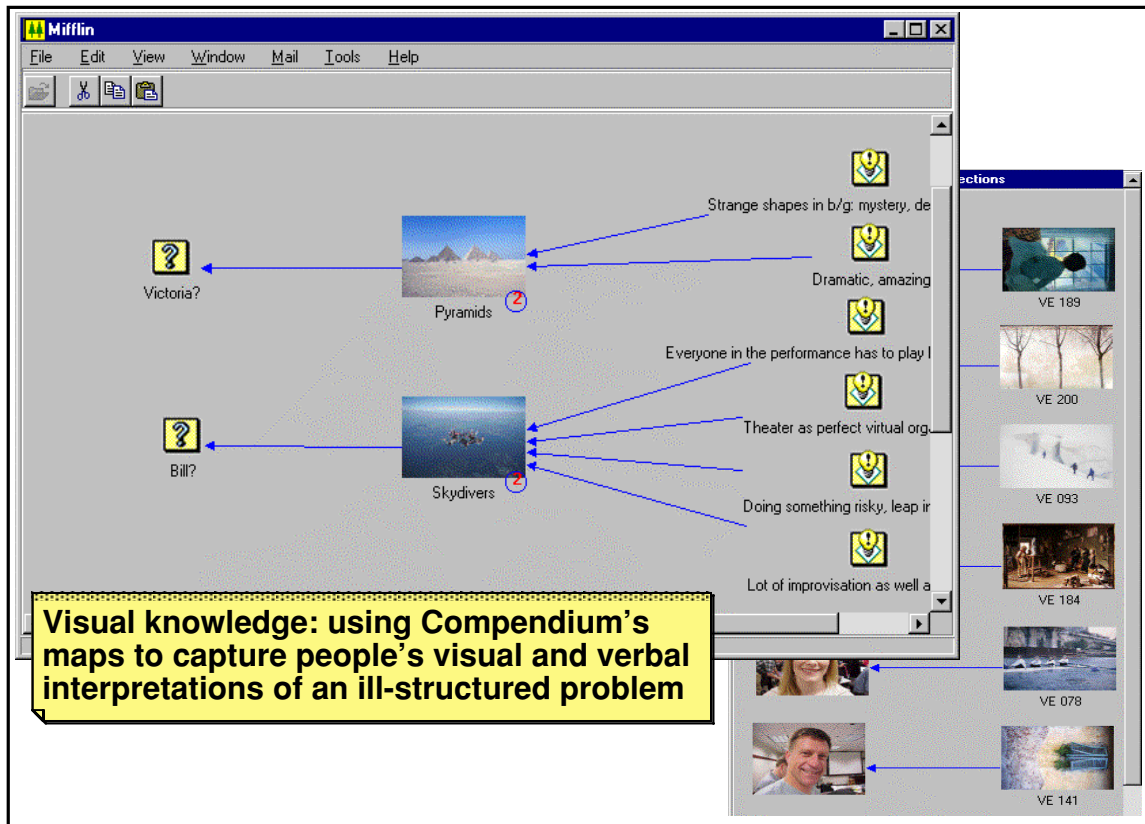 Mifflin
File Edit View Window Mail Tools Help
ections
Strange shapes in b/g: mystery, de
Victoria?
Pyramids
2
Dramatic, amazing
Everyone in the performance has to play
Bill?
Skydivers
2
Theater as perfect virtual org
Doing something risky, leap in
Lot of improvisation as well a
VE 189
VE 200
VE 093
VE 184
VE 078
VE 141
Visual knowledge: using Compendium’s
maps to capture people’s visual and verbal
interpretations of an ill-structured problem